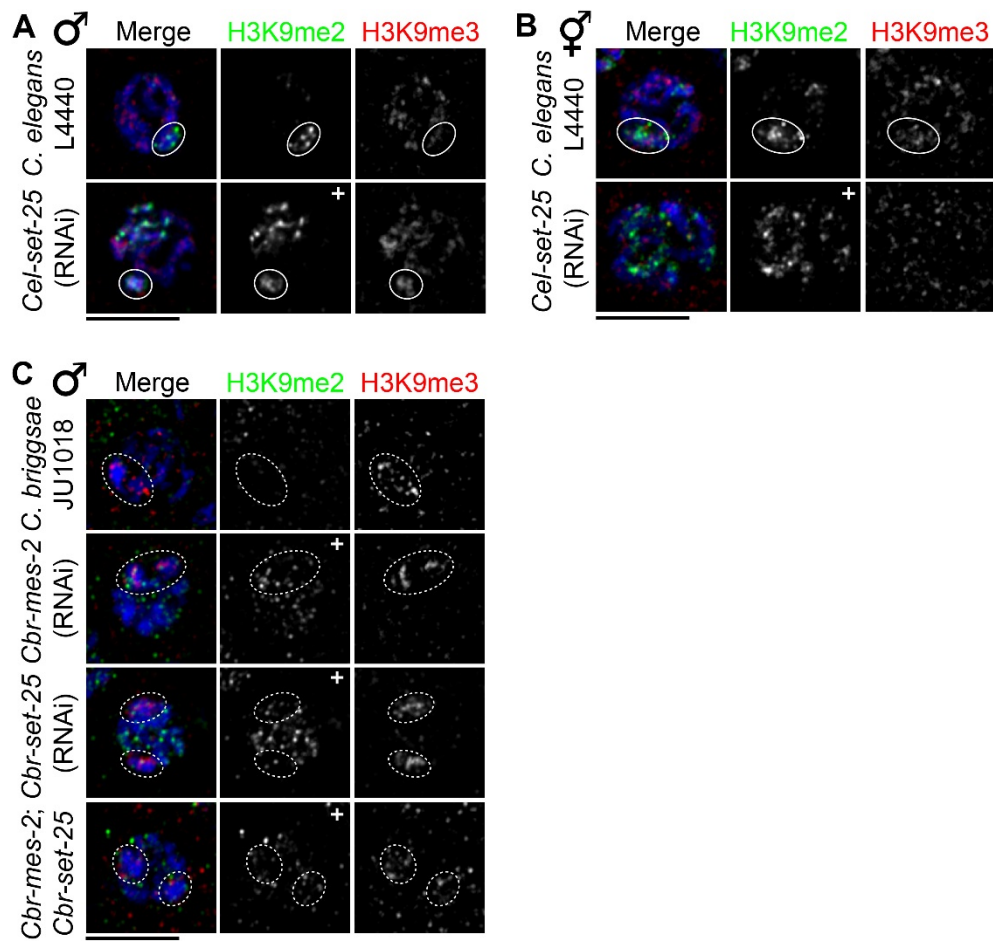 A ♂ Merge H3K9me2 H3K9me3
C. elegans
L4440
Cel-set-25
(RNAi)
+
B ⚥ Merge H3K9me2 H3K9me3
C. elegans
L4440
Cel-set-25
(RNAi)
+
C ♂ Merge H3K9me2 H3K9me3
C. briggsae
JU1018
Cbr-mes-2
(RNAi)
+
Cbr-set-25
(RNAi)
+
Cbr-mes-2;
Cbr-set-25
+